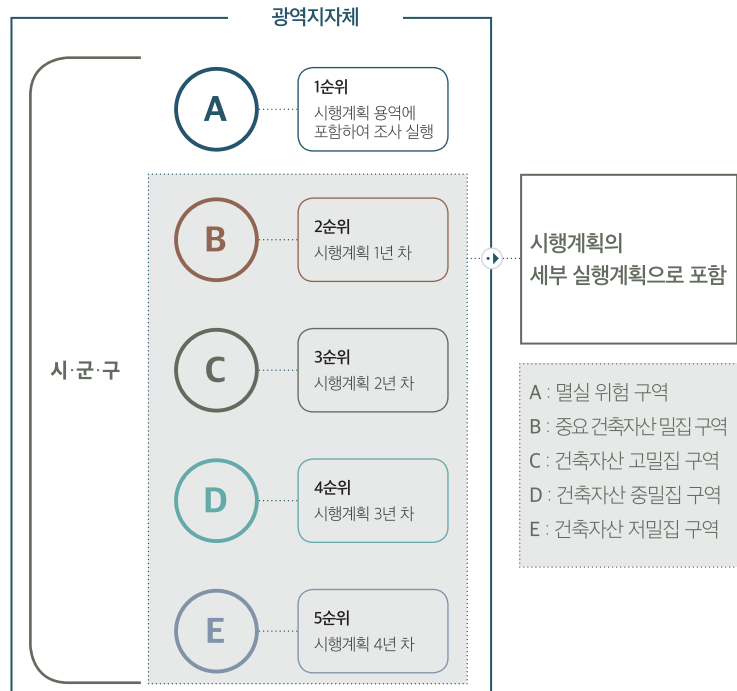 광역지자체
시·군·구
A
1순위
시행계획 용역에
포함하여 조사 실행
B
2순위
시행계획 1년 차
C
3순위
시행계획 2년 차
D
4순위
시행계획 3년 차
E
5순위
시행계획 4년 차
시행계획의
세부 실행계획으로 포함
A : 멸실 위험 구역
B : 중요 건축자산 밀집 구역
C : 건축자산 고밀집 구역
D : 건축자산 중밀집 구역
E : 건축자산 저밀집 구역